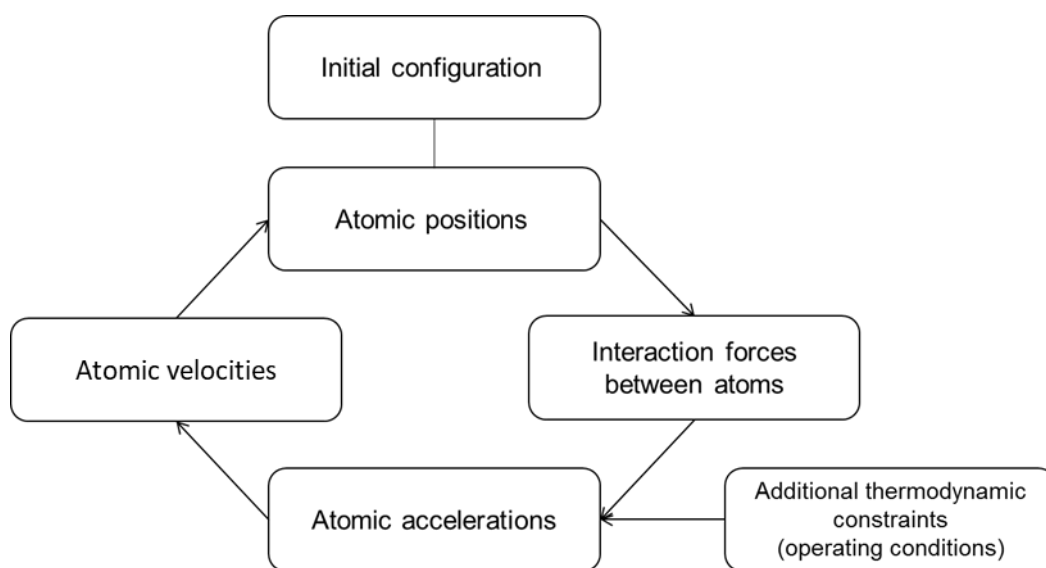 Initial configuration
Atomic positions
Atomic velocities
Interaction forces
between atoms
Atomic accelerations
Additional thermodynamic
constraints
(operating conditions)